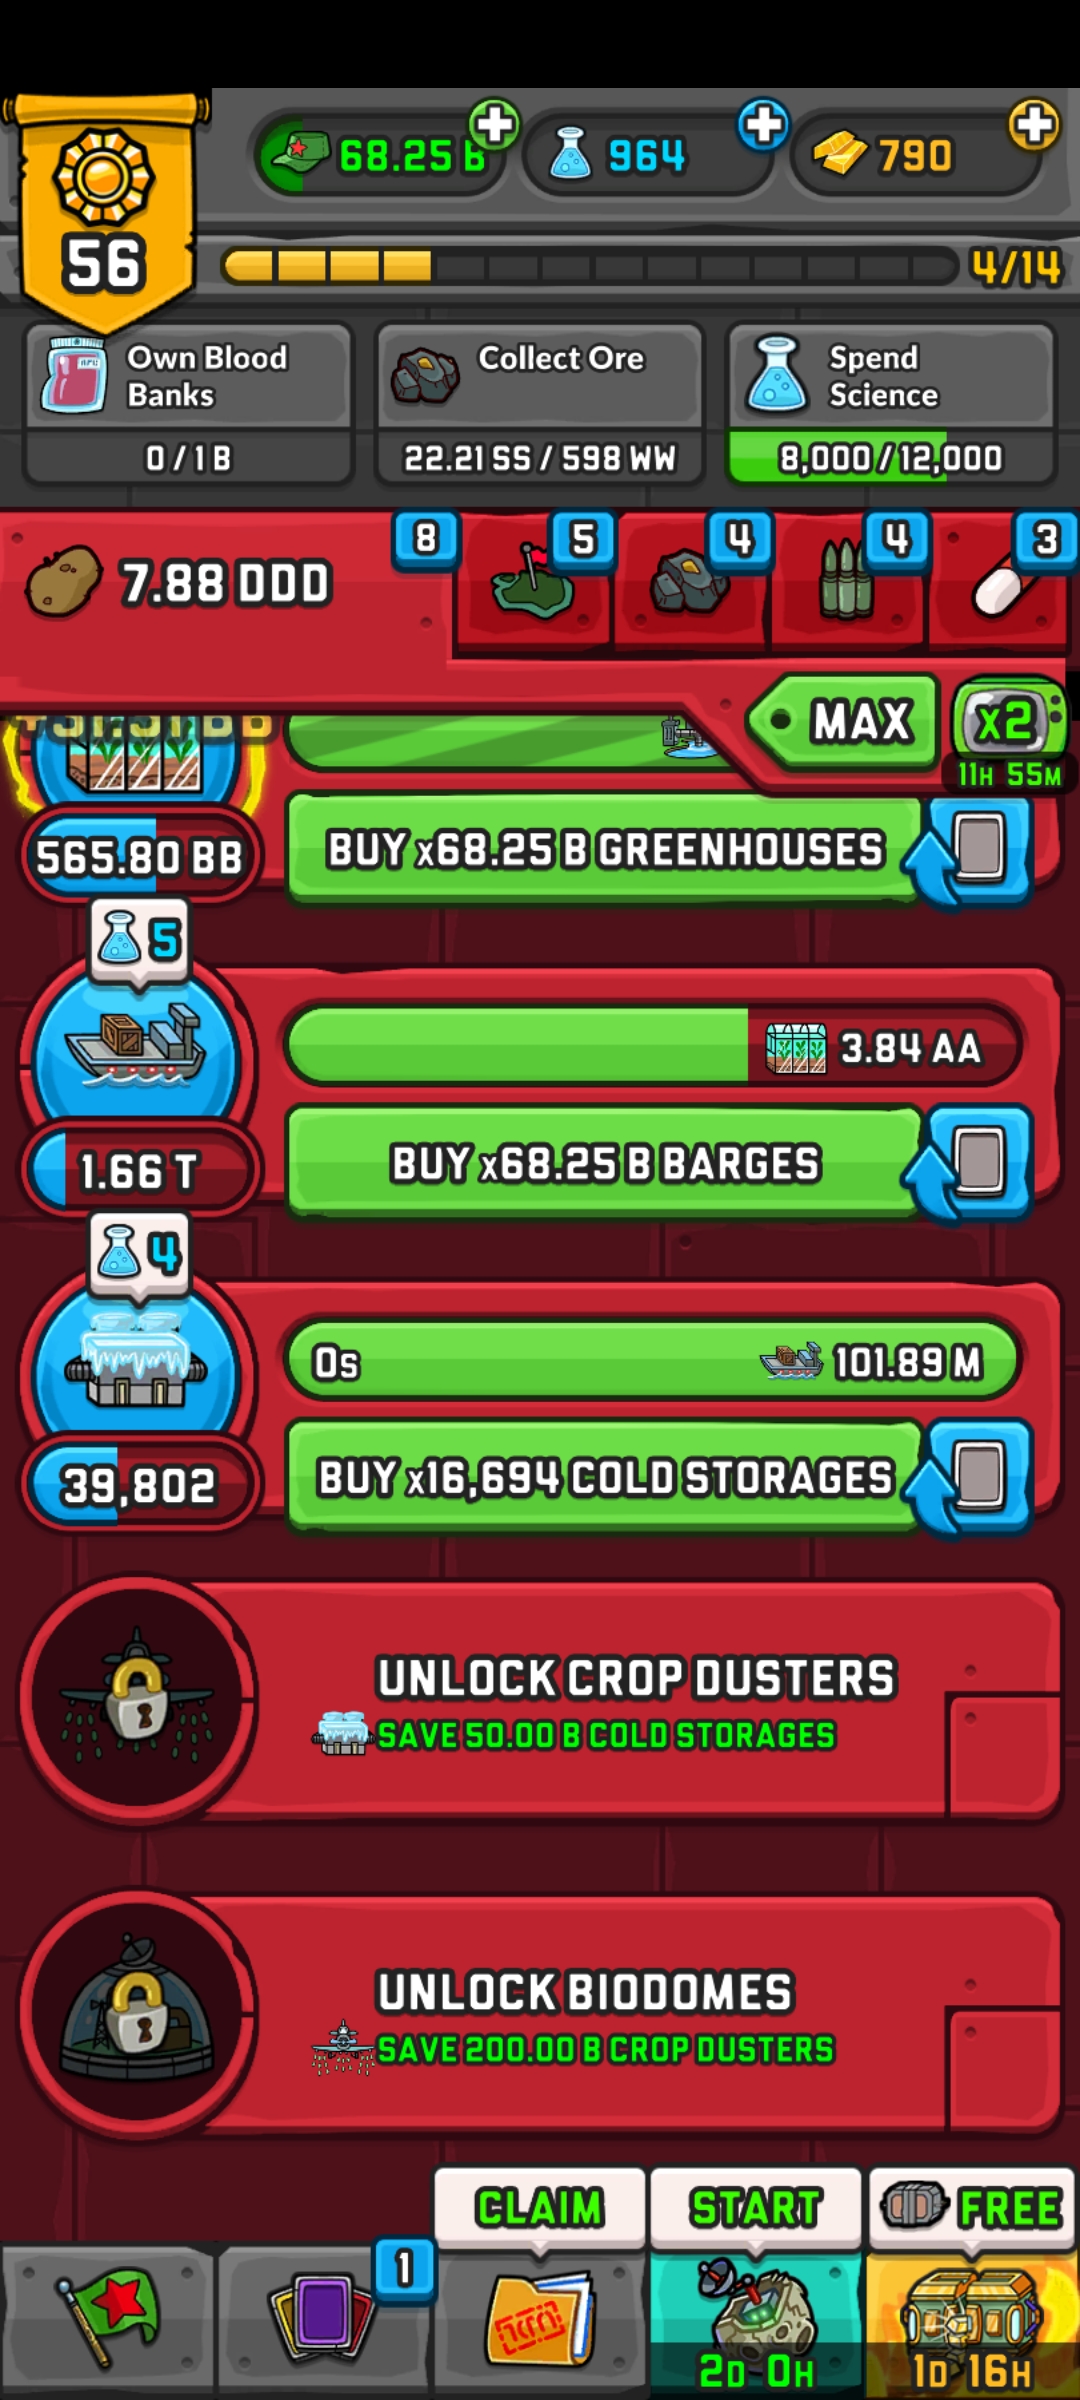 68.25 B
964
790
56
4/14
Own Blood
Banks
0 / 1 B
Collect Ore
22.21 SS / 598 WW
Spend
Science
8,000 / 12,000
7.88 DDD
8
5
4
4
3
MAX
x2
11H 55M
565.80 BB
BUY x68.25 B GREENHOUSES
5
3.84 AA
1.66 T
BUY x68.25 B BARGES
4
0s
101.89 M
39,802
BUY x16,694 COLD STORAGES
UNLOCK CROP DUSTERS
SAVE 50.00 B COLD STORAGES
UNLOCK BIODOMES
SAVE 200.00 B CROP DUSTERS
CLAIM
START
FREE
1
2D 0H
1D 16H